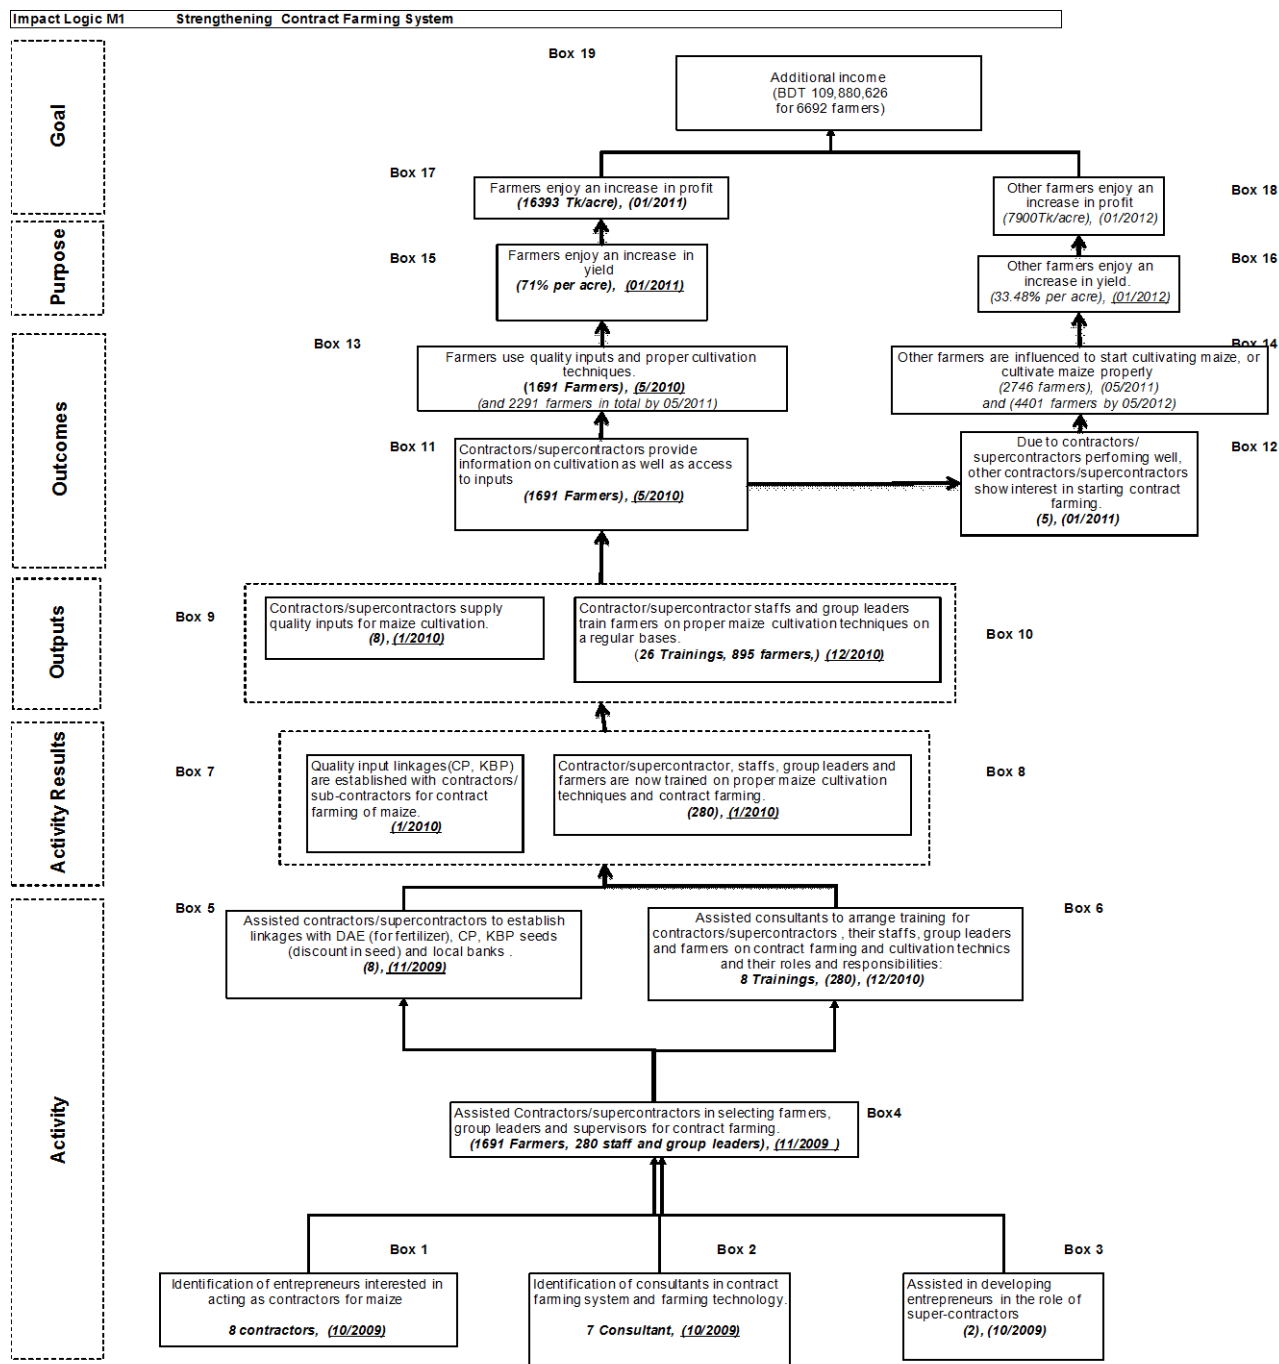 Impact Logic M1 Strengthening Contract Farming System
Goal
Box 19
Additional income
(BDT 109,880,626
for 6692 farmers)
Box 17
Farmers enjoy an increase in profit
(16393 Tk/acre), (01/2011)
Other farmers enjoy an
increase in profit
(7900Tk/acre), (01/2012)
Box 18
Purpose
Box 15
Farmers enjoy an increase in
yield
(71% per acre), (01/2011)
Other farmers enjoy an
increase in yield.
(33.48% per acre), (01/2012)
Box 16
Outcomes
Box 13
Farmers use quality inputs and proper cultivation
techniques.
(1691 Farmers), (5/2010)
(and 2291 farmers in total by 05/2011)
Box 14
Other farmers are influenced to start cultivating maize, or
cultivate maize properly
(2746 farmers), (05/2011)
and (4401 farmers by 05/2012)
Box 11
Contractors/supercontractors provide
information on cultivation as well as access
to inputs
(1691 Farmers), (5/2010)
Due to contractors/
supercontractors perfoming well,
other contractors/supercontractors
show interest in starting contract
farming.
(5), (01/2011)
Box 12
Outputs
Box 9
Contractors/supercontractors supply
quality inputs for maize cultivation.
(8), (1/2010)
Contractor/supercontractor staffs and group leaders
train farmers on proper maize cultivation techniques on
a regular bases.
(26 Trainings, 895 farmers,) (12/2010)
Box 10
Activity Results
Box 7
Quality input linkages(CP, KBP)
are established with contractors/
sub-contractors for contract
farming of maize.
(1/2010)
Contractor/supercontractor, staffs, group leaders and
farmers are now trained on proper maize cultivation
techniques and contract farming.
(280), (1/2010)
Box 8
Activity
Box 5
Assisted contractors/supercontractors to establish
linkages with DAE (for fertilizer), CP, KBP seeds
(discount in seed) and local banks .
(8), (11/2009)
Assisted consultants to arrange training for
contractors/supercontractors , their staffs, group leaders
and farmers on contract farming and cultivation technics
and their roles and responsibilities:
8 Trainings, (280), (12/2010)
Box 6
Assisted Contractors/supercontractors in selecting farmers,
group leaders and supervisors for contract farming.
(1691 Farmers, 280 staff and group leaders), (11/2009 )
Box4
Box 1
Identification of entrepreneurs interested in
acting as contractors for maize
8 contractors, (10/2009)
Box 2
Identification of consultants in contract
farming system and farming technology.
7 Consultant, (10/2009)
Box 3
Assisted in developing
entrepreneurs in the role of
super-contractors
(2), (10/2009)